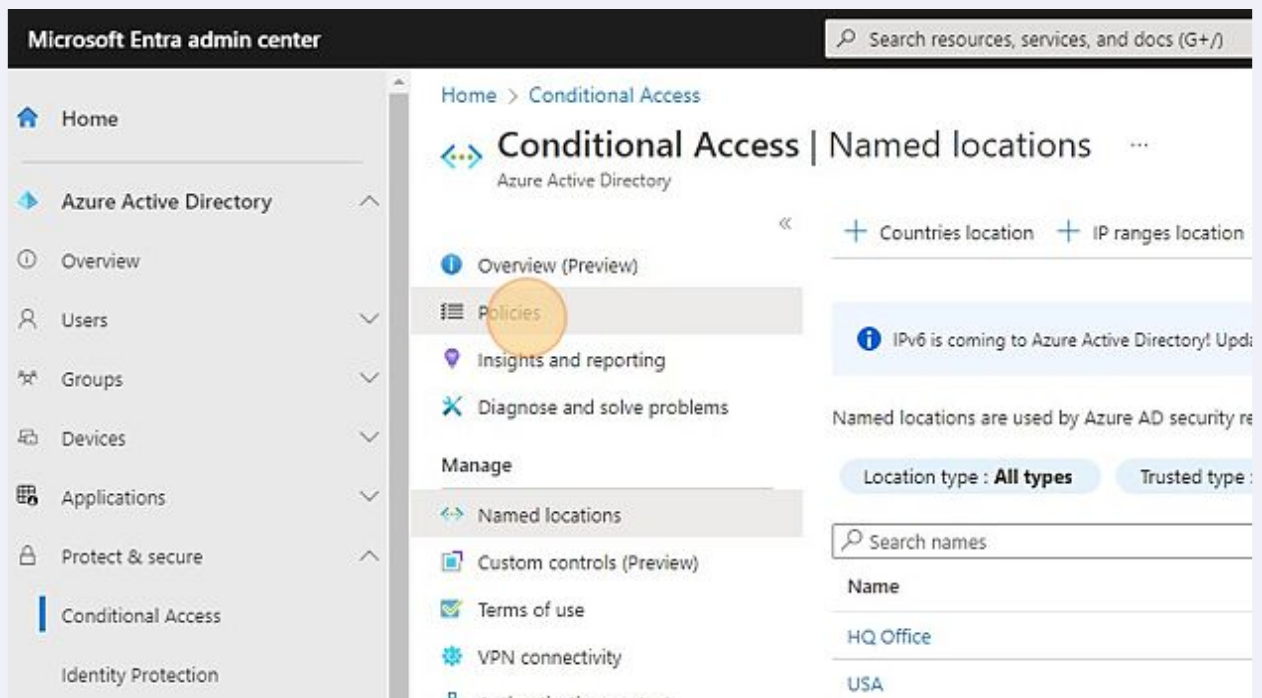 Microsoft Entra admin center
Search resources, services, and docs (G+/)
Home
Azure Active Directory
Overview
Users
Groups
Devices
Applications
Protect & secure
Conditional Access
Identity Protection
Home > Conditional Access
Conditional Access | Named locations ...
Azure Active Directory
«
Overview (Preview)
Policies
Insights and reporting
Diagnose and solve problems
Manage
Named locations
Custom controls (Preview)
Terms of use
VPN connectivity
+ Countries location + IP ranges location
IPv6 is coming to Azure Active Directory! Upda
Named locations are used by Azure AD security re
Location type : All types Trusted type :
Search names
Name
HQ Office
USA